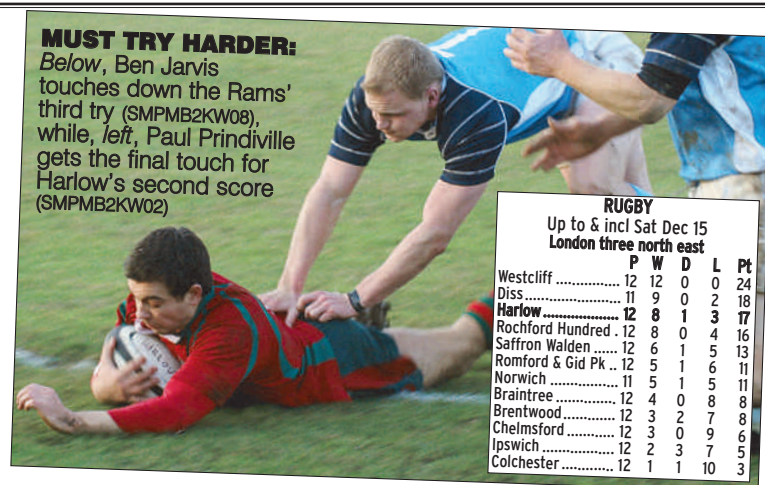 MUST TRY HARDER:
Below, Ben Jarvis
touches down the Rams'
third try (SMPMB2KW08),
while, left, Paul Prindiville
gets the final touch for
Harlow's second score
(SMPMB2KW02)
RUGBY
Up to & incl Sat Dec 15
London three north east
P W D L Pt
Westcliff .............. 12 12 0 0 24
Diss ..................... 11 9 0 2 18
Harlow ................... 12 8 1 3 17
Rochford Hundred . 12 8 0 4 16
Saffron Walden ..... 12 6 1 5 13
Romford & Gid Pk .. 12 5 1 6 11
Norwich ............... 11 5 1 5 11
Braintree .............. 12 4 0 8 8
Brentwood ............ 12 3 2 7 8
Chelmsford ........... 12 3 0 9 6
Ipswich ................ 12 2 3 7 5
Colchester ............ 12 1 1 10 3